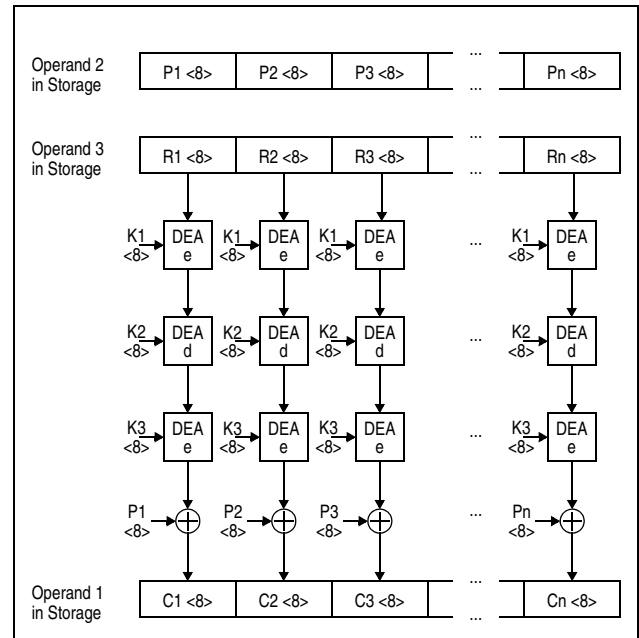 ...
Operand 2 P1 <8> P2 <8> P3 <8> Pn <8>
in Storage ...
...
Operand 3 R1 <8> R2 <8> R3 <8> Rn <8>
in Storage ...
K1 DEA K1 DEA K1 DEA ... K1 DEA
<8> e <8> e <8> e <8> e
K2 DEA K2 DEA K2 DEA ... K2 DEA
<8> d <8> d <8> d <8> d
K3 DEA K3 DEA K3 DEA ... K3 DEA
<8> e <8> e <8> e <8> e
P1 P2 P3 ... Pn
<8> <8> <8> <8>
...
Operand 1 C1 <8> C2 <8> C3 <8> Cn <8>
in Storage ...